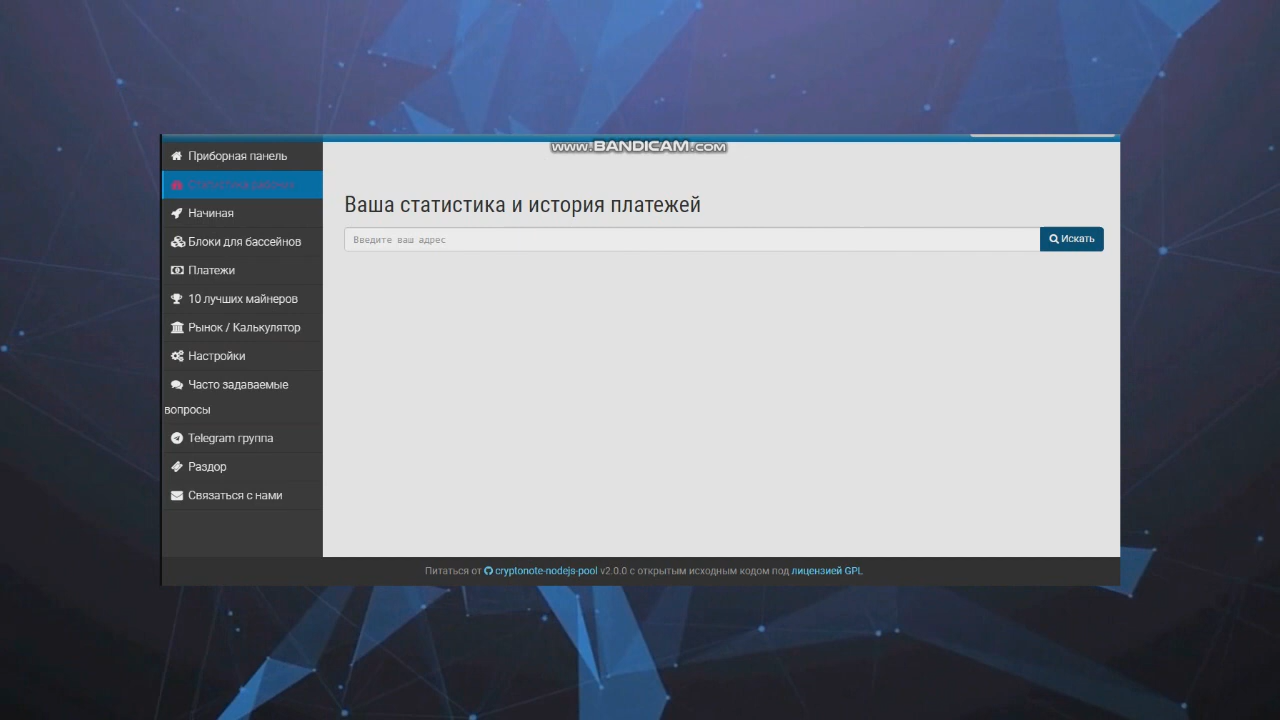 www.BANDICAM.com
Приборная панель
Начиная
Блоки для бассейнов
Платежи
10 лучших майнеров
Рынок / Калькулятор
Настройки
Часто задаваемые
вопросы
Telegram группа
Раздор
Связаться с нами
Ваша статистика и история платежей
Введите ваш адрес
Искать
Питаться от cryptonote-nodejs-pool v2.0.0 с открытым исходным кодом под лицензией GPL